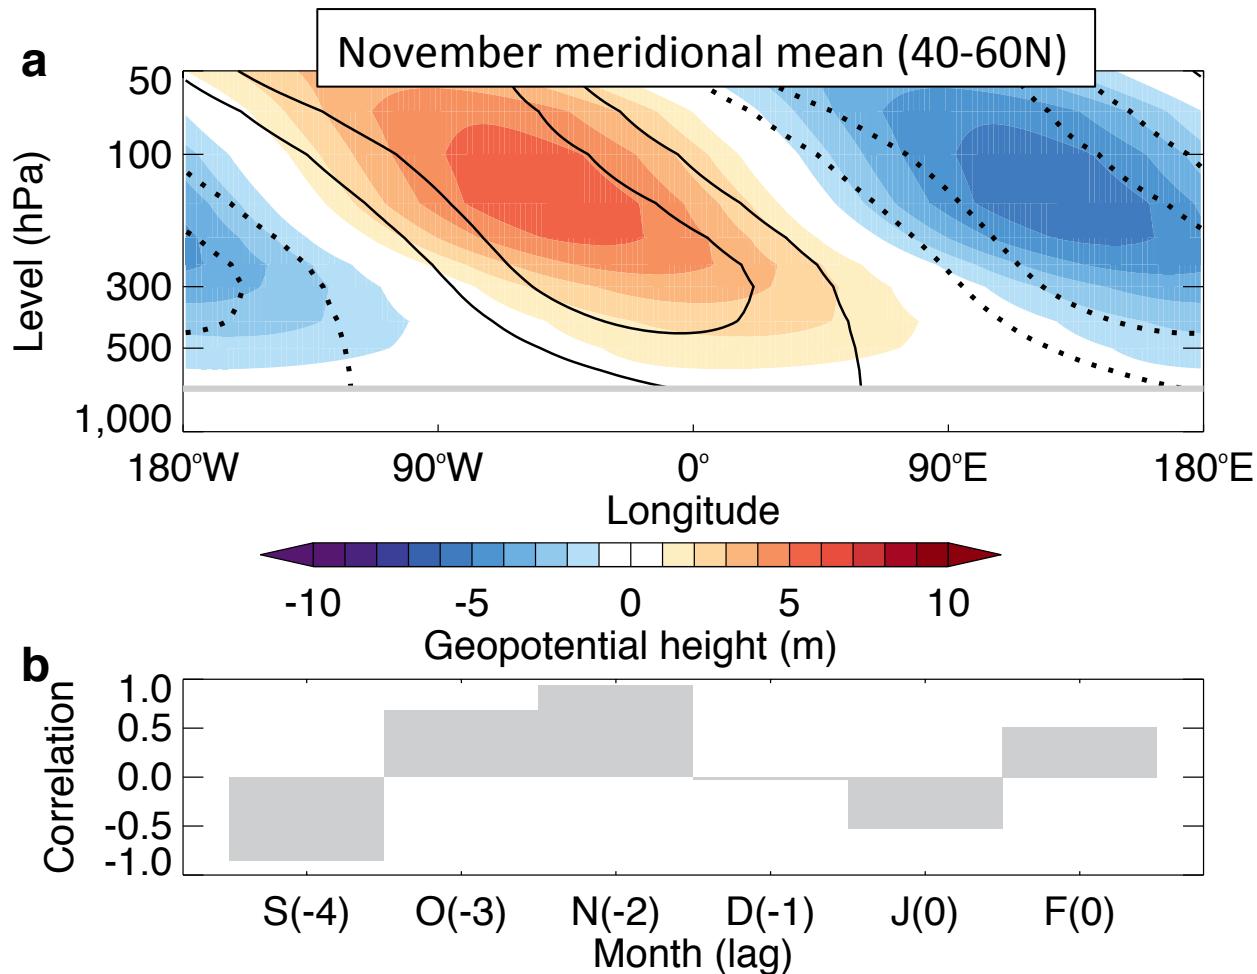 a
November meridional mean (40-60N)
Level (hPa)
50
100
300
500
1,000
180°W
90°W
0°
90°E
180°E
Longitude
-10
-5
0
5
10
Geopotential height (m)
b
Correlation
1.0
0.5
0.0
-0.5
-1.0
S(-4)
O(-3)
N(-2)
D(-1)
J(0)
F(0)
Month (lag)